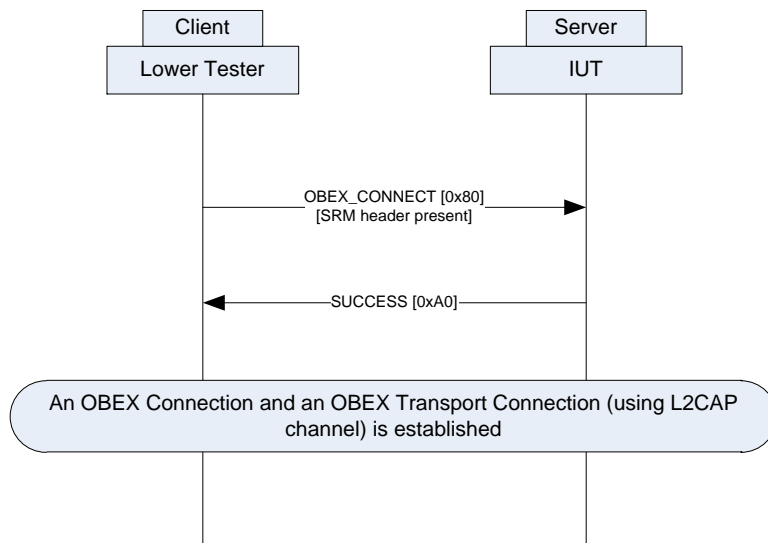 Client
Server
Lower Tester
IUT
OBEX_CONNECT [0x80]
[SRM header present]
SUCCESS [0xA0]
An OBEX Connection and an OBEX Transport Connection (using L2CAP
channel) is established